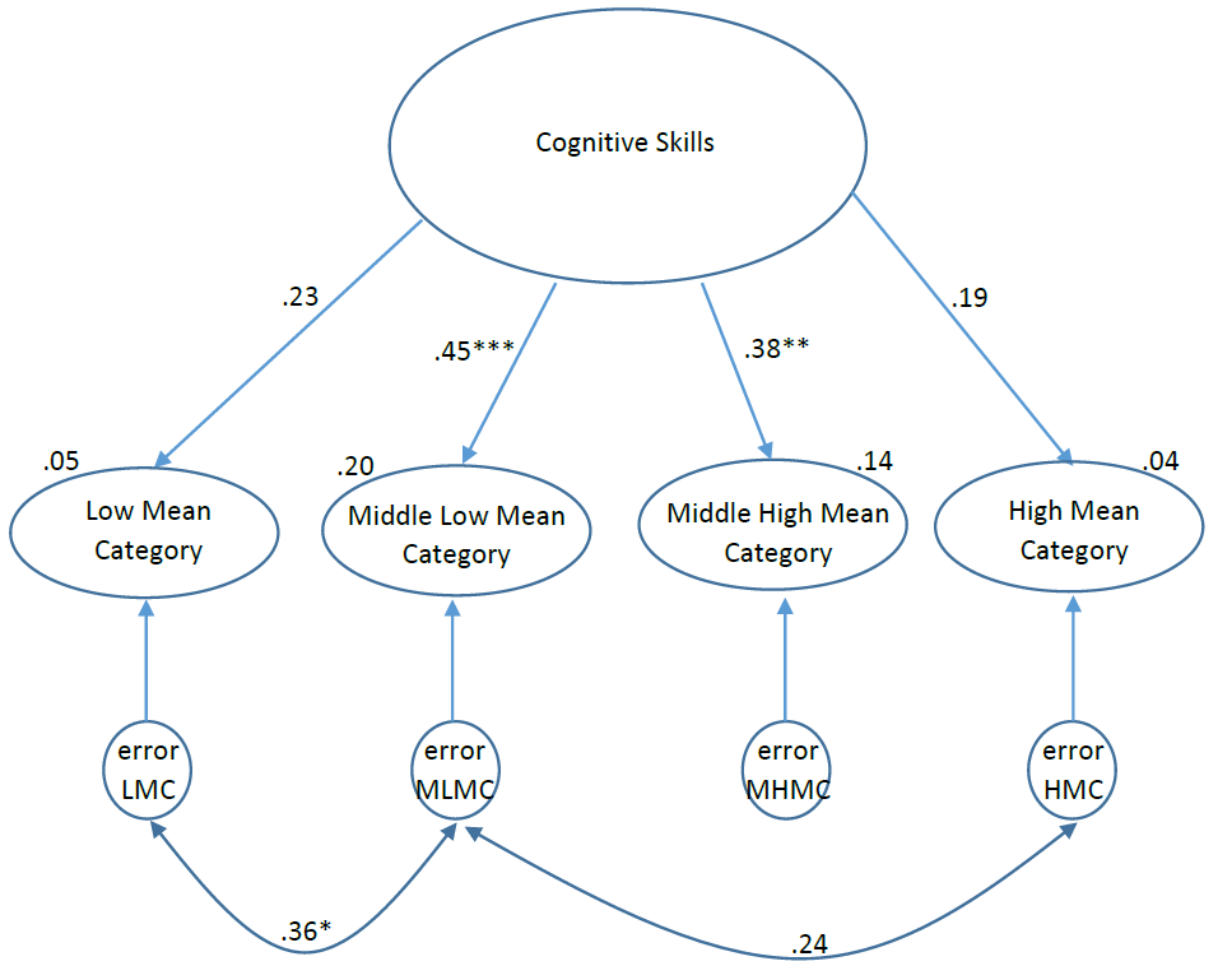 Cognitive Skills
.23
.45***
.38**
.19
.05
.20
.14
.04
Low Mean
Category
Middle Low Mean
Category
Middle High Mean
Category
High Mean
Category
error
LMC
error
MLMC
error
MHMC
error
HMC
.36*
.24